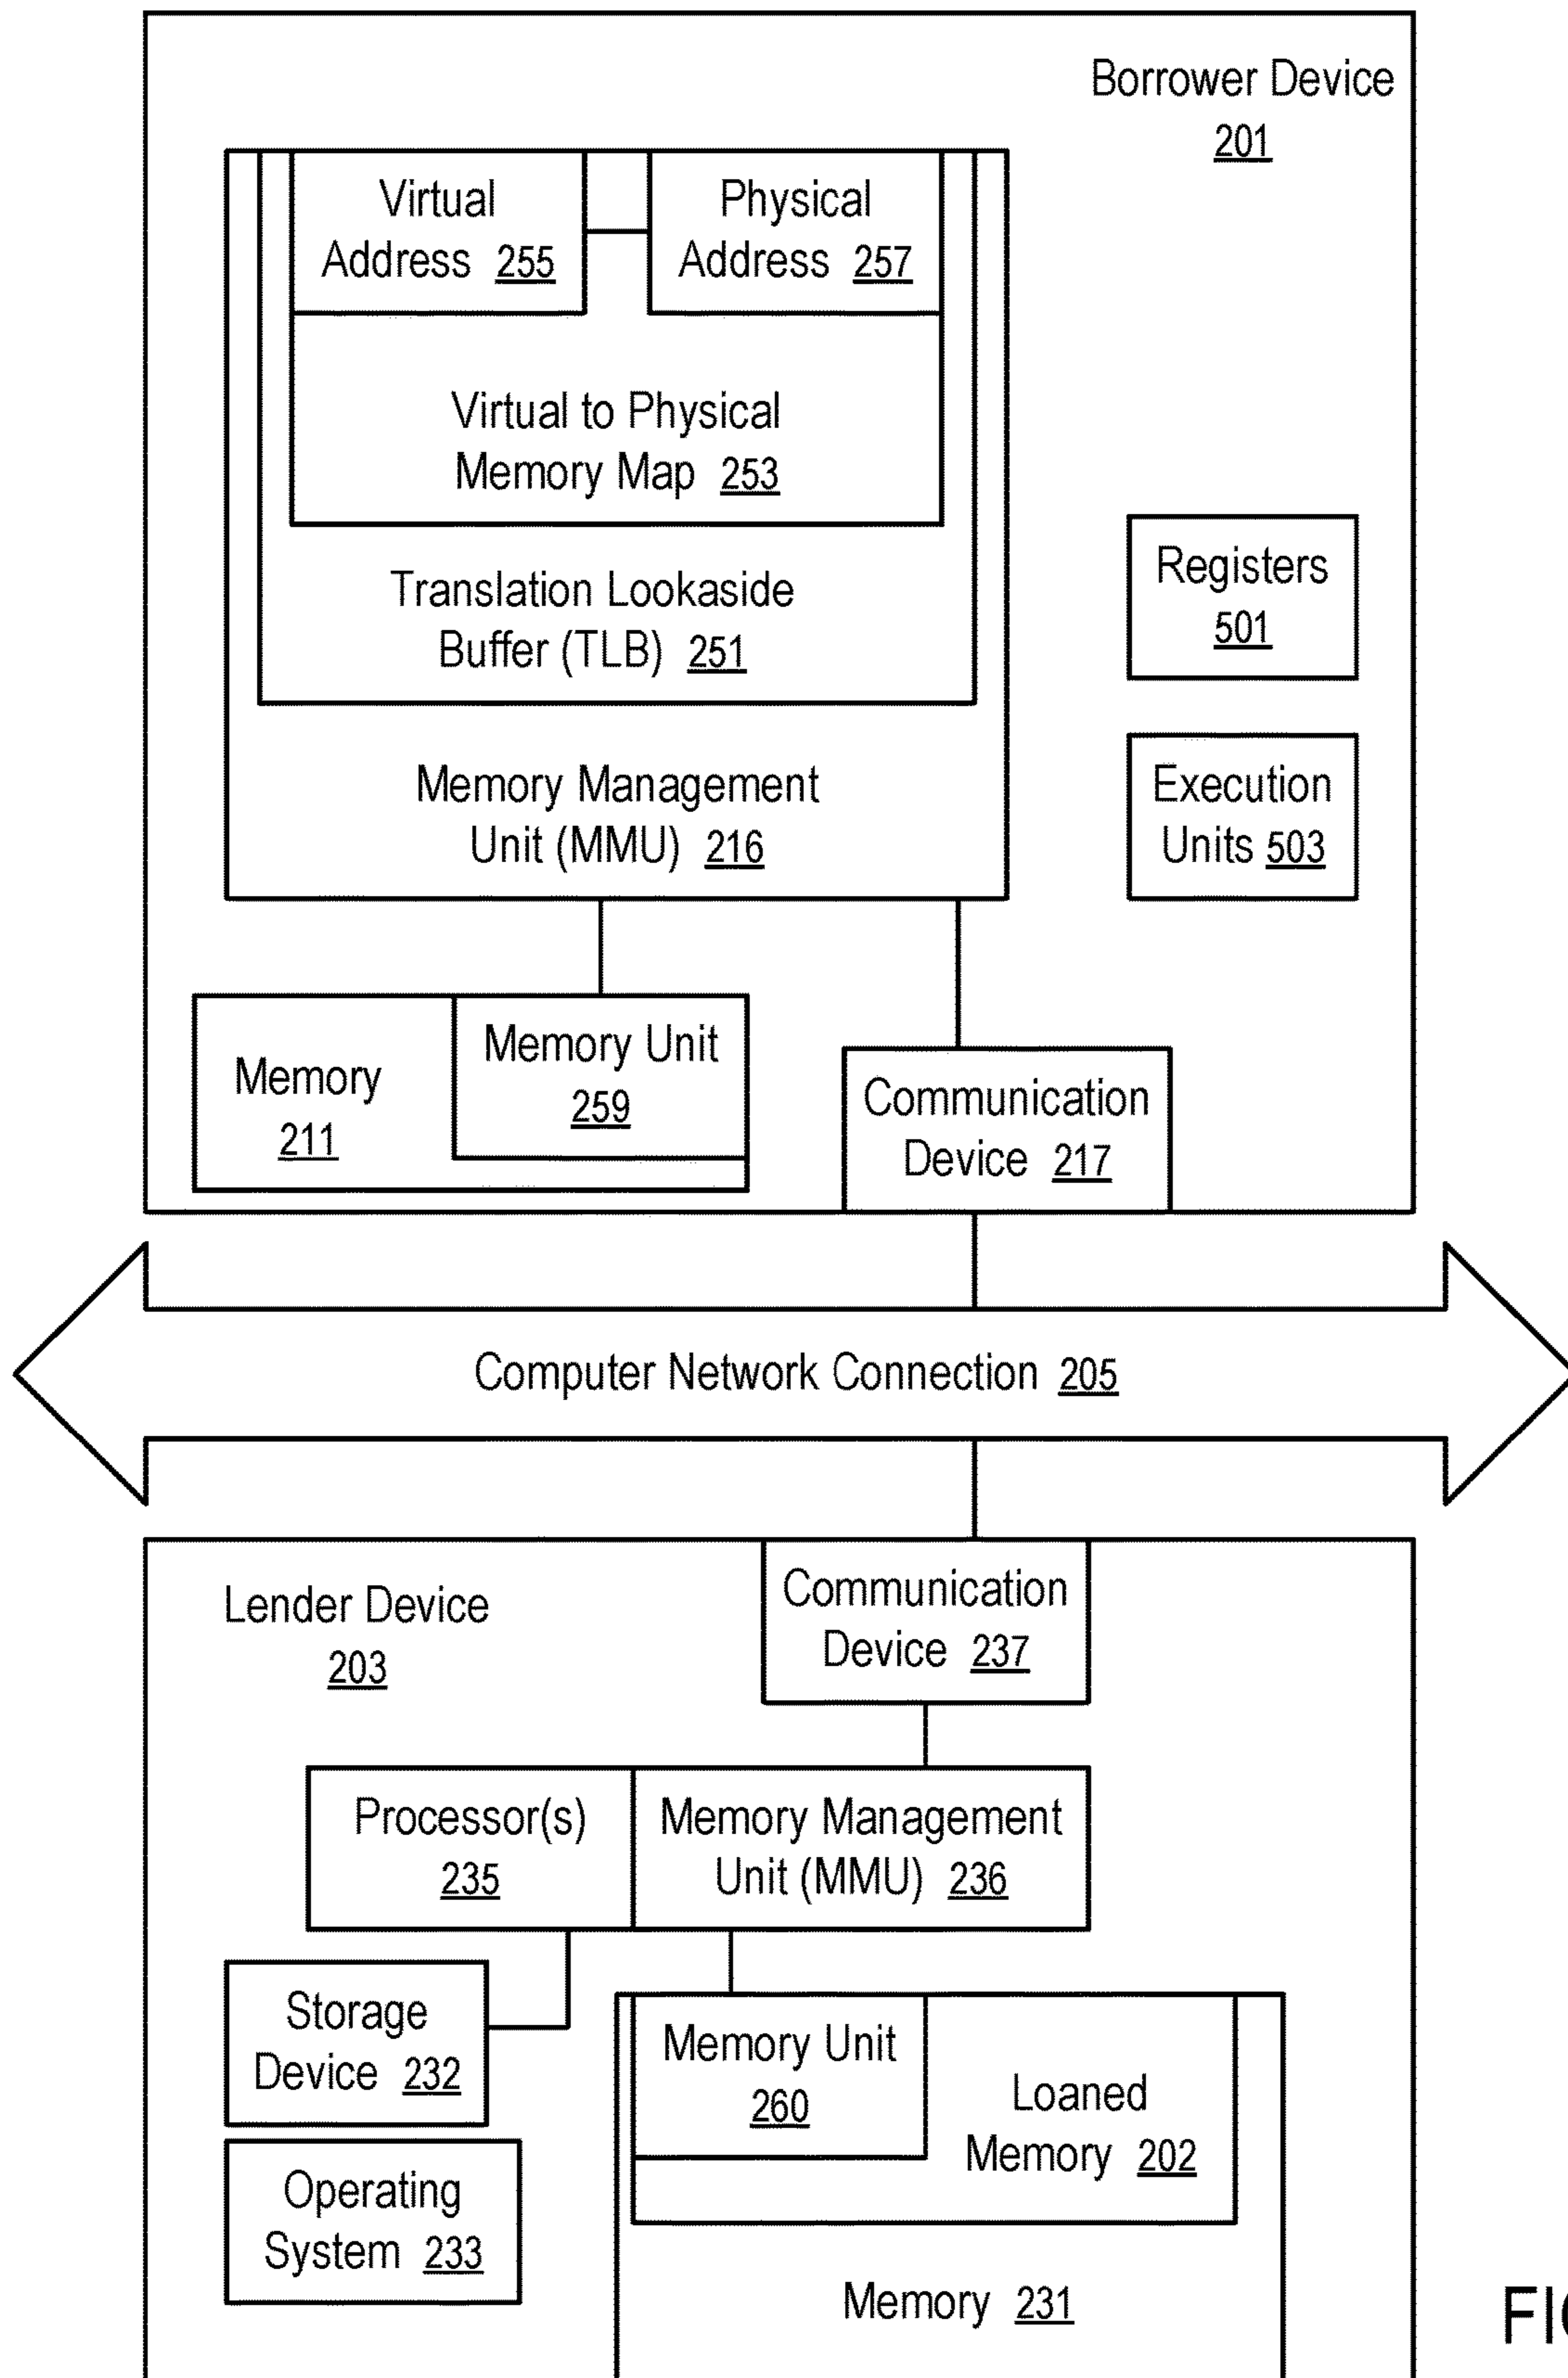 Borrower Device
201
Virtual
Address 255
Physical
Address 257
Virtual to Physical
Memory Map 253
Translation Lookaside
Buffer (TLB) 251
Registers
501
Memory Management
Unit (MMU) 216
Execution
Units 503
Memory
211
Memory Unit
259
Communication
Device 217
Computer Network Connection 205
Lender Device
203
Communication
Device 237
Processor(s)
235
Memory Management
Unit (MMU) 236
Storage
Device 232
Memory Unit
260
Loaned
Memory 202
Operating
System 233
Memory 231